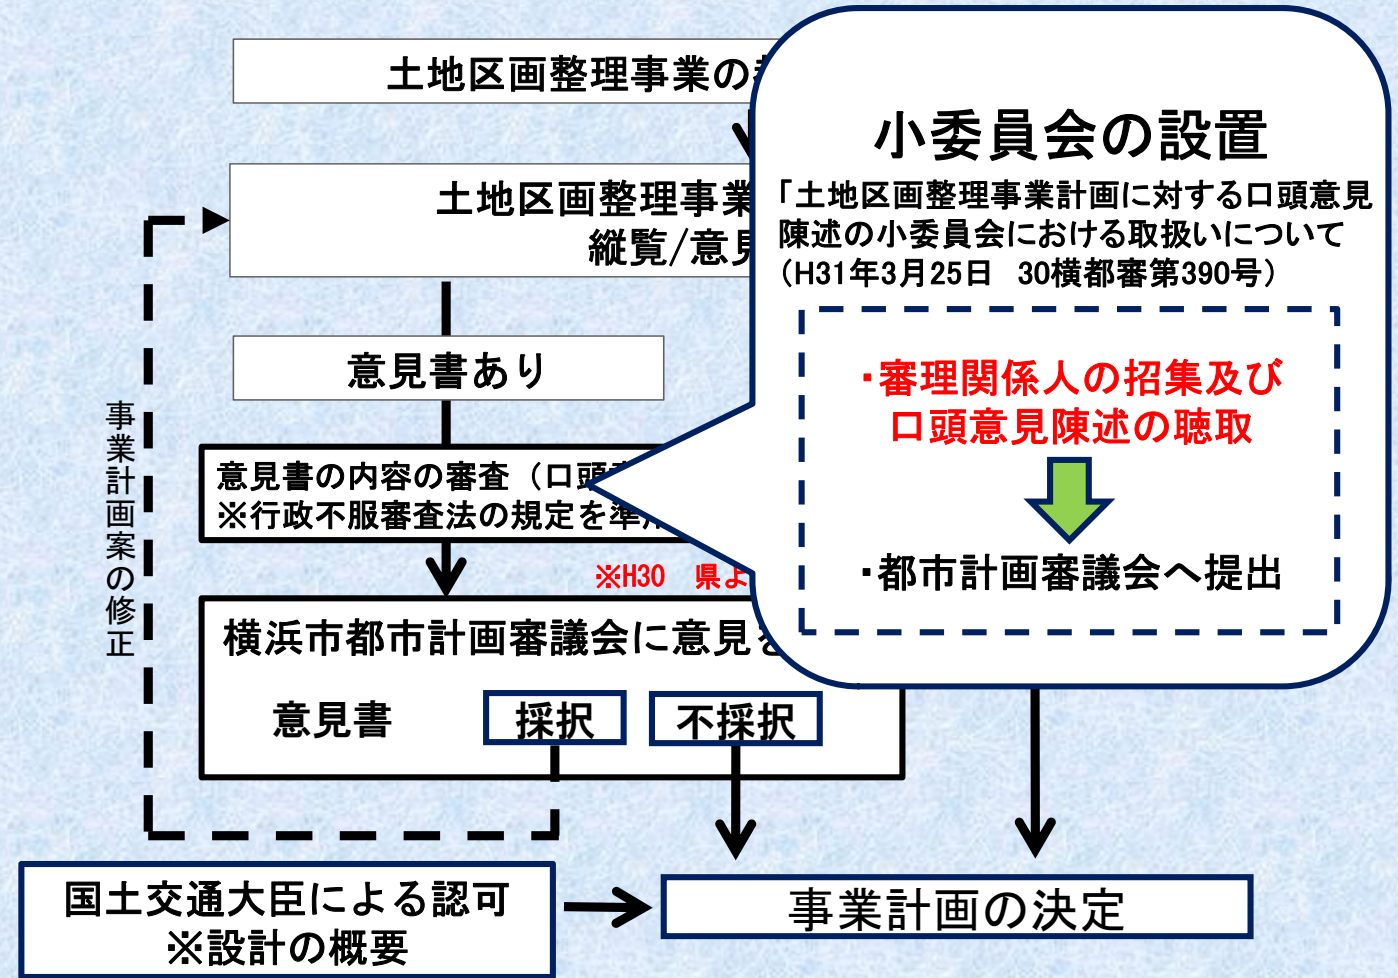 土地区画整理事業の
土地区画整理事業
縦覧/意見
意見書あり
意見書の内容の審査（口頭
※行政不服審査法の規定を準
※H30　県よ
横浜市都市計画審議会に意見
意見書
採択
不採択
事業計画案の修正
国土交通大臣による認可
※設計の概要
事業計画の決定
小委員会の設置
「土地区画整理事業計画に対する口頭意見
陳述の小委員会における取扱いについて
（H31年3月25日　30横都審第390号）
・審理関係人の招集及び
口頭意見陳述の聴取
・都市計画審議会へ提出